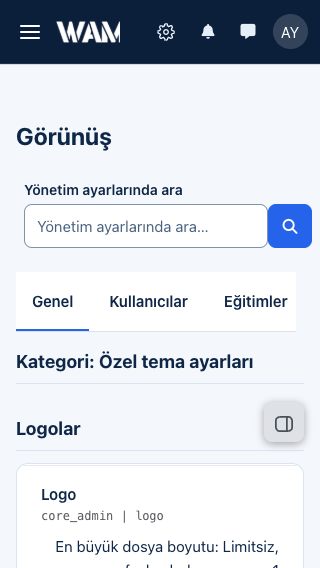 WAM
AY
Görünüş
Yönetim ayarlarında ara
Yönetim ayarlarında ara...
Genel Kullanıcılar Eğitimler
Kategori: Özel tema ayarları
Logolar
Logo
core_admin | logo
En büyük dosya boyutu: Limitsiz,